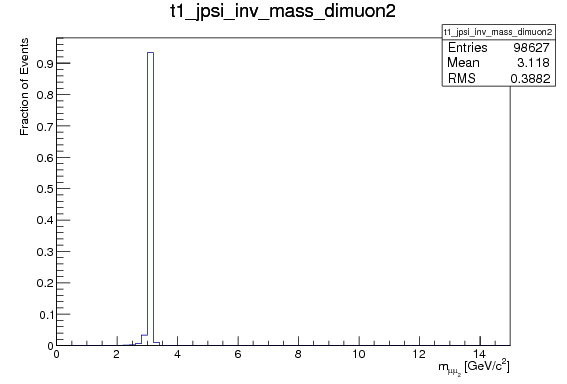 t1_jpsi_inv_mass_dimuon2
t1_jpsi_inv_mass_dimuon2
Entries 98627
Mean 3.118
RMS 0.3882
Fraction of Events
0.9
0.8
0.7
0.6
0.5
0.4
0.3
0.2
0.1
0
0 2 4 6 8 10 12 14
m_{μμ_2} [GeV/c²]